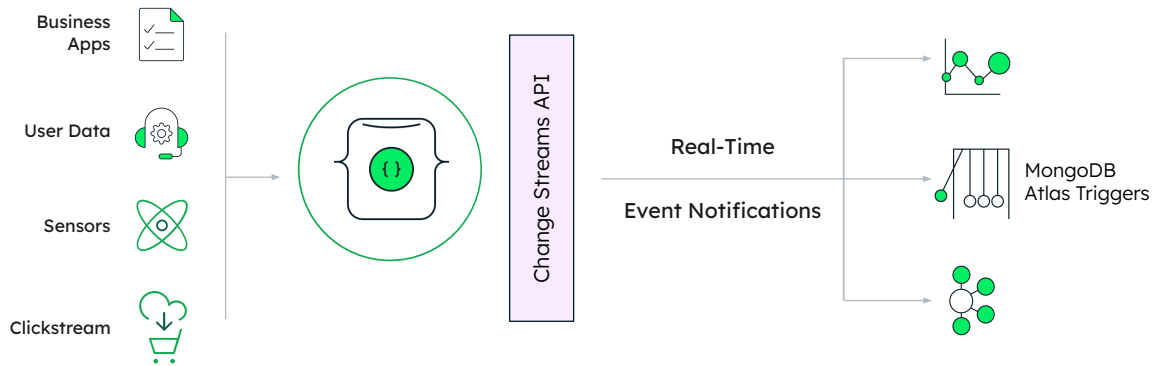 Business
Apps
User Data
Sensors
Clickstream
{ }
Change Streams API
Real-Time
Event Notifications
MongoDB
Atlas Triggers